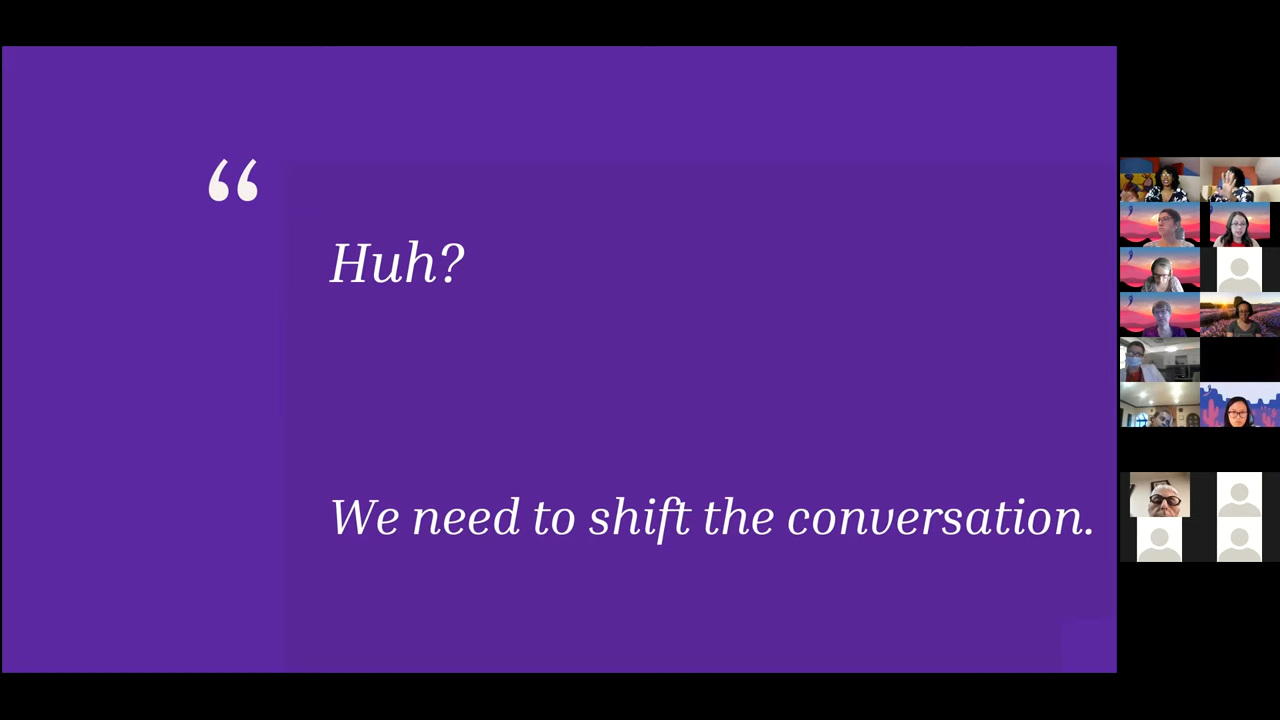 “
Huh?
We need to shift the conversation.